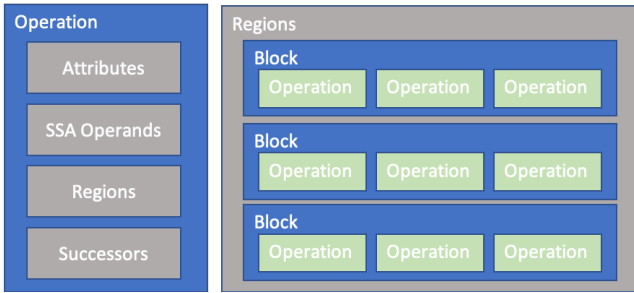 Operation
Attributes
SSA Operands
Regions
Successors
Regions
Block
Operation Operation Operation
Block
Operation Operation Operation
Block
Operation Operation Operation